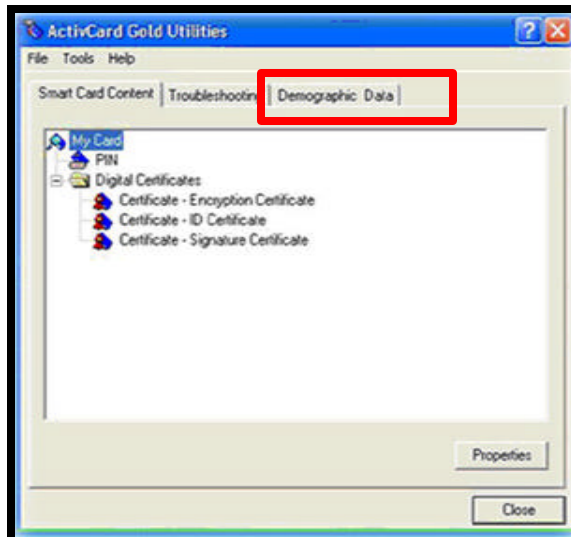 ActivCard Gold Utilities
File Tools Help
Smart Card Content Troubleshooting Demographic Data
My Card
PIN
Digital Certificates
Certificate - Encryption Certificate
Certificate - ID Certificate
Certificate - Signature Certificate
Properties
Close